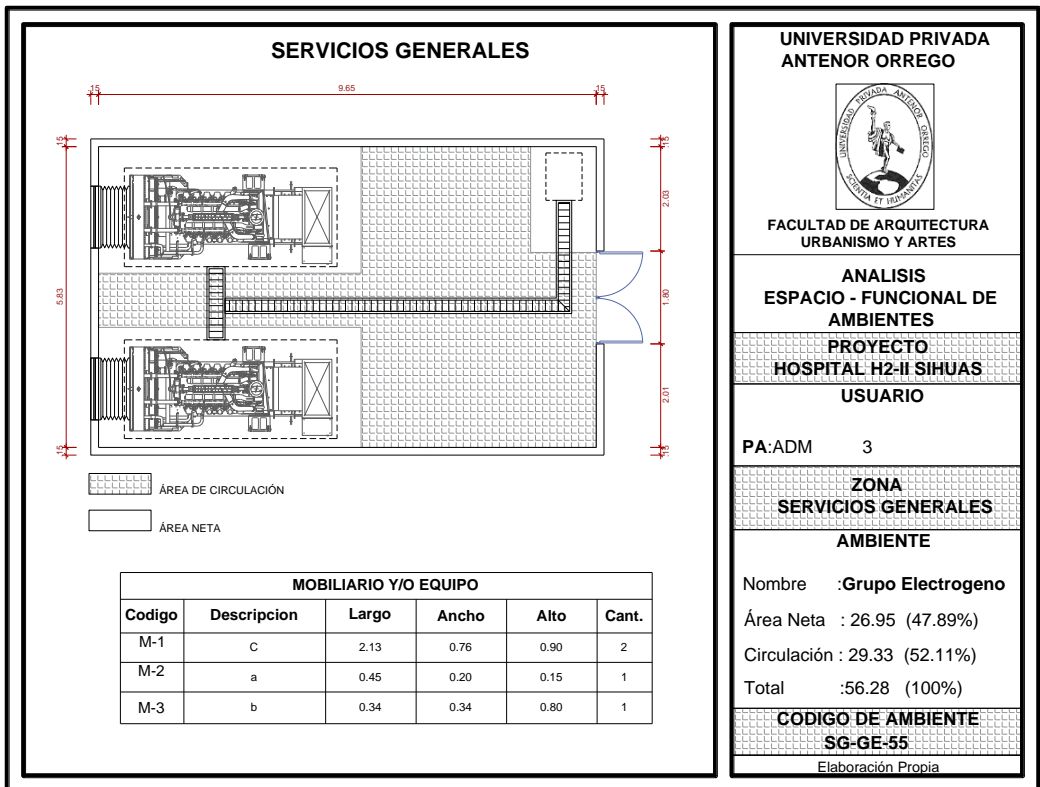 SERVICIOS GENERALES
.15 9.65 .15
.15
2.03
5.83
1.80
2.01
.15
.15
.15
ÁREA DE CIRCULACIÓN
ÁREA NETA
MOBILIARIO Y/O EQUIPO
Codigo Descripcion Largo Ancho Alto Cant.
M-1 C 2.13 0.76 0.90 2
M-2 a 0.45 0.20 0.15 1
M-3 b 0.34 0.34 0.80 1
UNIVERSIDAD PRIVADA
ANTENOR ORREGO
UNIVERSIDAD PRIVADA ANTENOR ORREGO
SCIENTIA ET HUMANITAS
FACULTAD DE ARQUITECTURA
URBANISMO Y ARTES
ANALISIS
ESPACIO - FUNCIONAL DE
AMBIENTES
PROYECTO
HOSPITAL H2-II SIHUAS
USUARIO
PA:ADM 3
ZONA
SERVICIOS GENERALES
AMBIENTE
Nombre :Grupo Electrogeno
Área Neta : 26.95 (47.89%)
Circulación : 29.33 (52.11%)
Total :56.28 (100%)
CODIGO DE AMBIENTE
SG-GE-55
Elaboración Propia